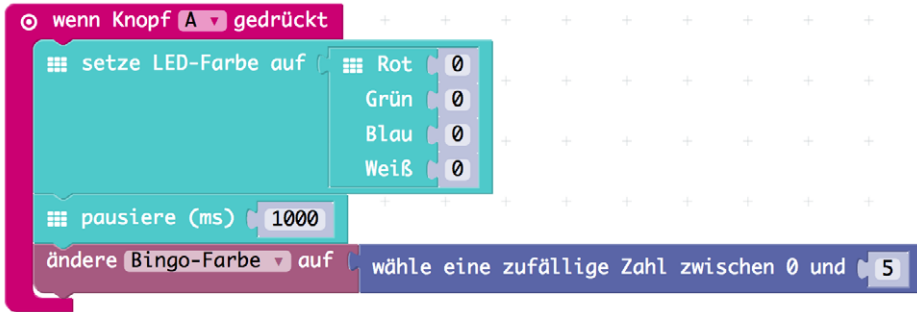 wenn Knopf A gedrückt
setze LED-Farbe auf Rot 0
Grün 0
Blau 0
Weiß 0
pausiere (ms) 1000
ändere Bingo-Farbe auf wähle eine zufällige Zahl zwischen 0 und 5